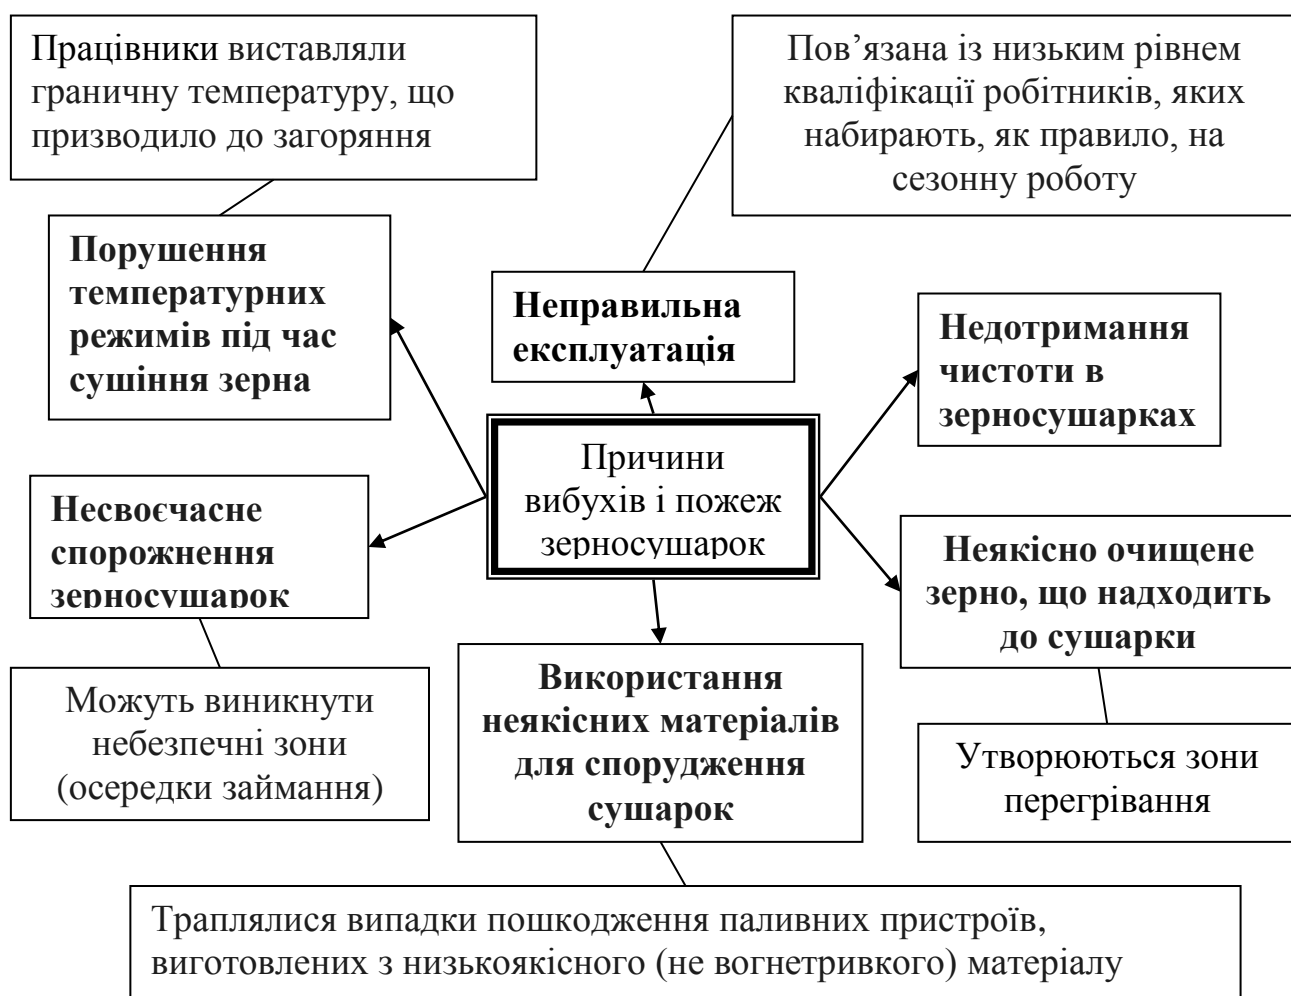 Працівники виставляли
граничну температуру, що
призводило до загоряння
Пов’язана із низьким рівнем
кваліфікації робітників, яких
набирають, як правило, на
сезонну роботу
Порушення
температурних
режимів під час
сушіння зерна
Неправильна
експлуатація
Недотримання
чистоти в
зерносушарках
Причини
вибухів і пожеж
зерносушарок
Несвоєчасне
спорожнення
зерносушарок
Неякісно очищене
зерно, що надходить
до сушарки
Можуть виникнути
небезпечні зони
(осередки займання)
Використання
неякісних матеріалів
для спорудження
сушарок
Утворюються зони
перегрівання
Траплялися випадки пошкодження паливних пристроїв,
виготовлених з низькоякісного (не вогнетривкого) матеріалу